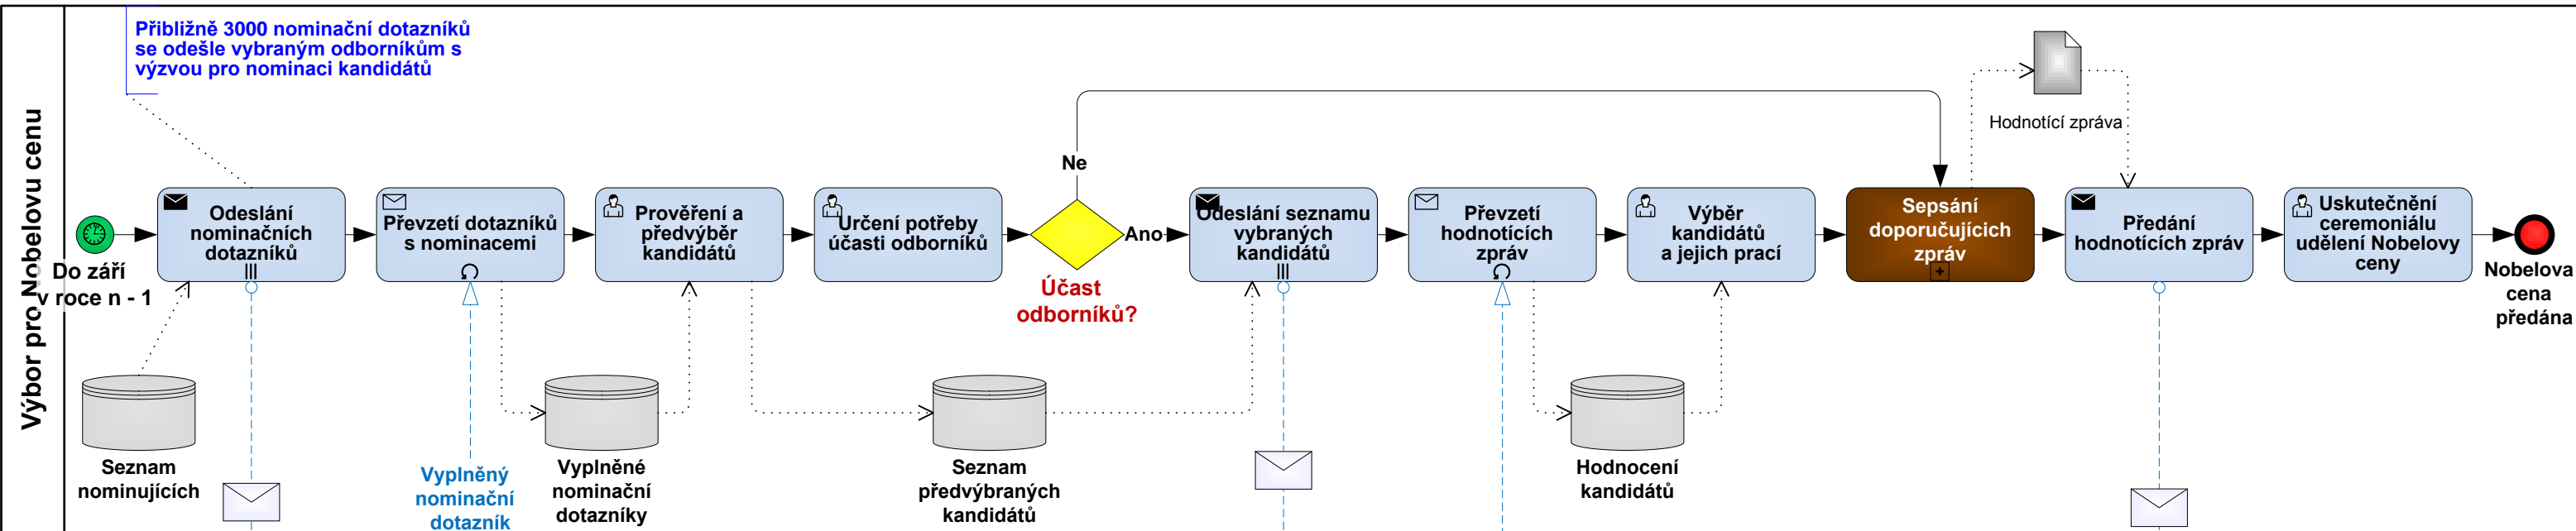 Výbor pro Nobelovu cenu
Přibližně 3000 nominační dotazníků
se odešle vybraným odborníkům s
výzvou pro nominaci kandidátů
Do září
v roce n - 1
Odeslání
nominačních
dotazníků
Převzetí dotazníků
s nominacemi
Prověření a
předvýběr
kandidátů
Určení potřeby
účasti odborníků
Ne
Ano
Účast
odborníků?
Odeslání seznamu
vybraných
kandidátů
Převzetí
hodnotících
zpráv
Výběr
kandidátů
a jejich prací
Sepsání
doporučujících
zpráv
Hodnotící zpráva
Předání
hodnotících zpráv
Uskutečnění
ceremoniálu
udělení Nobelovy
ceny
Nobelova
cena
předána
Seznam
nominujících
Vyplněný
nominační
dotazník
Vyplněné
nominační
dotazníky
Seznam
předvýbraných
kandidátů
Hodnocení
kandidátů